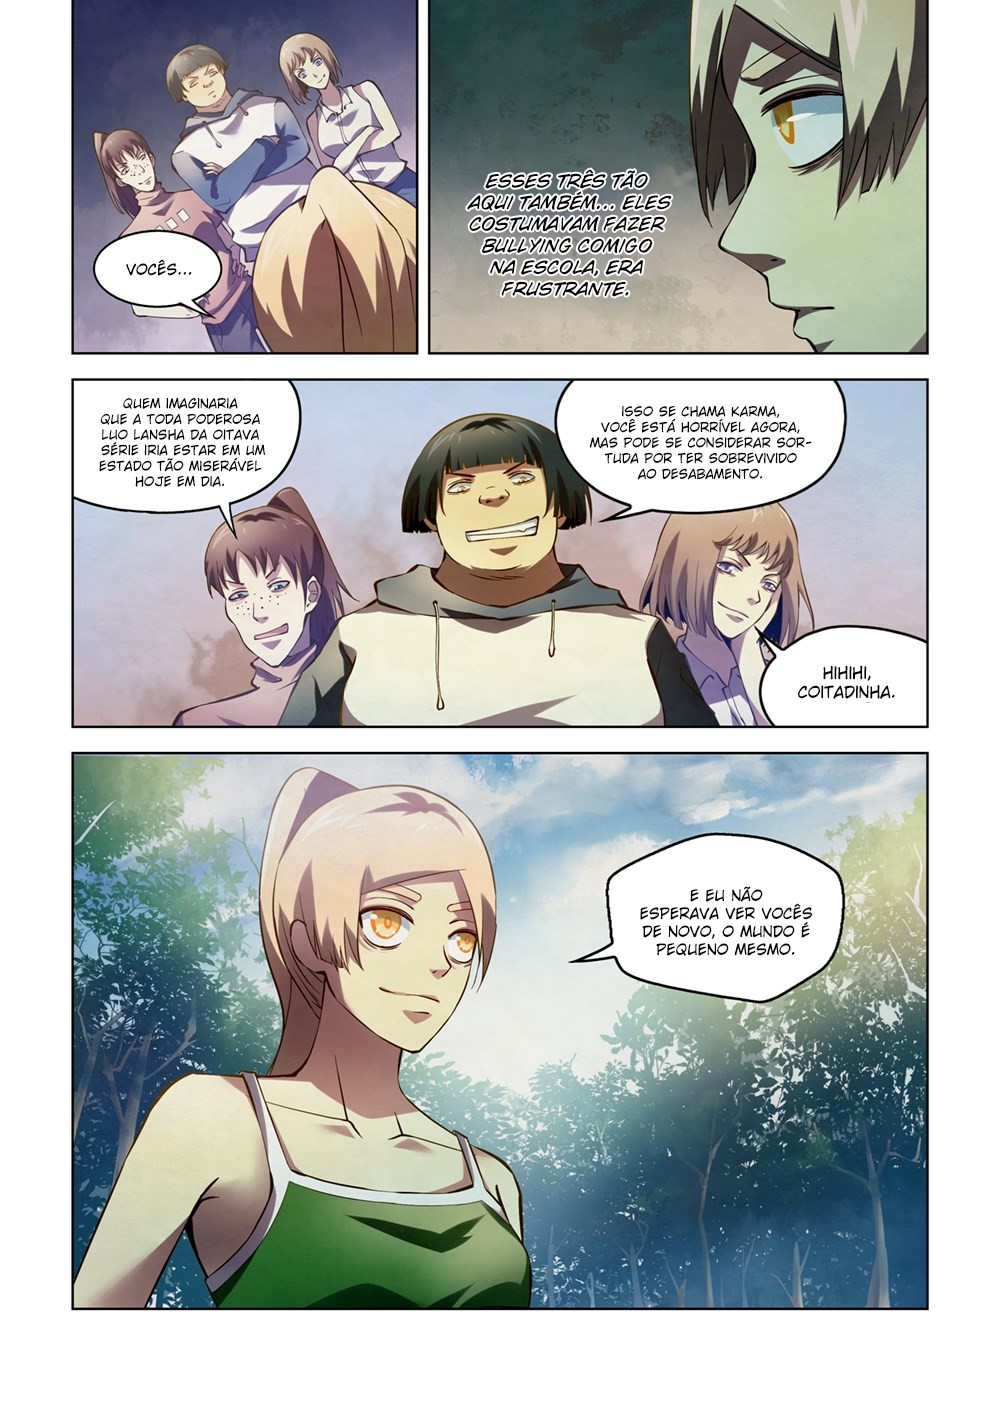 VOCÊS...
ESSES TRÊS TÃO
AQUI TAMBÉM... ELES
COSTUMAVAM FAZER
BULLYING COMIGO
NA ESCOLA, ERA
FRUSTRANTE.
QUEM IMAGINARIA
QUE A TODA PODEROSA
LUO LANSHA DA OITAVA
SÉRIE IRIA ESTAR EM UM
ESTADO TÃO MISERÁVEL
HOJE EM DIA.
ISSO SE CHAMA KARMA,
VOCÊ ESTÁ HORRÍVEL AGORA,
MAS PODE SE CONSIDERAR SOR-
TUDA POR TER SOBREVIVIDO
AO DESABAMENTO.
HIHIHI,
COITADINHA.
E EU NÃO
ESPERAVA VER VOCÊS
DE NOVO, O MUNDO É
PEQUENO MESMO.